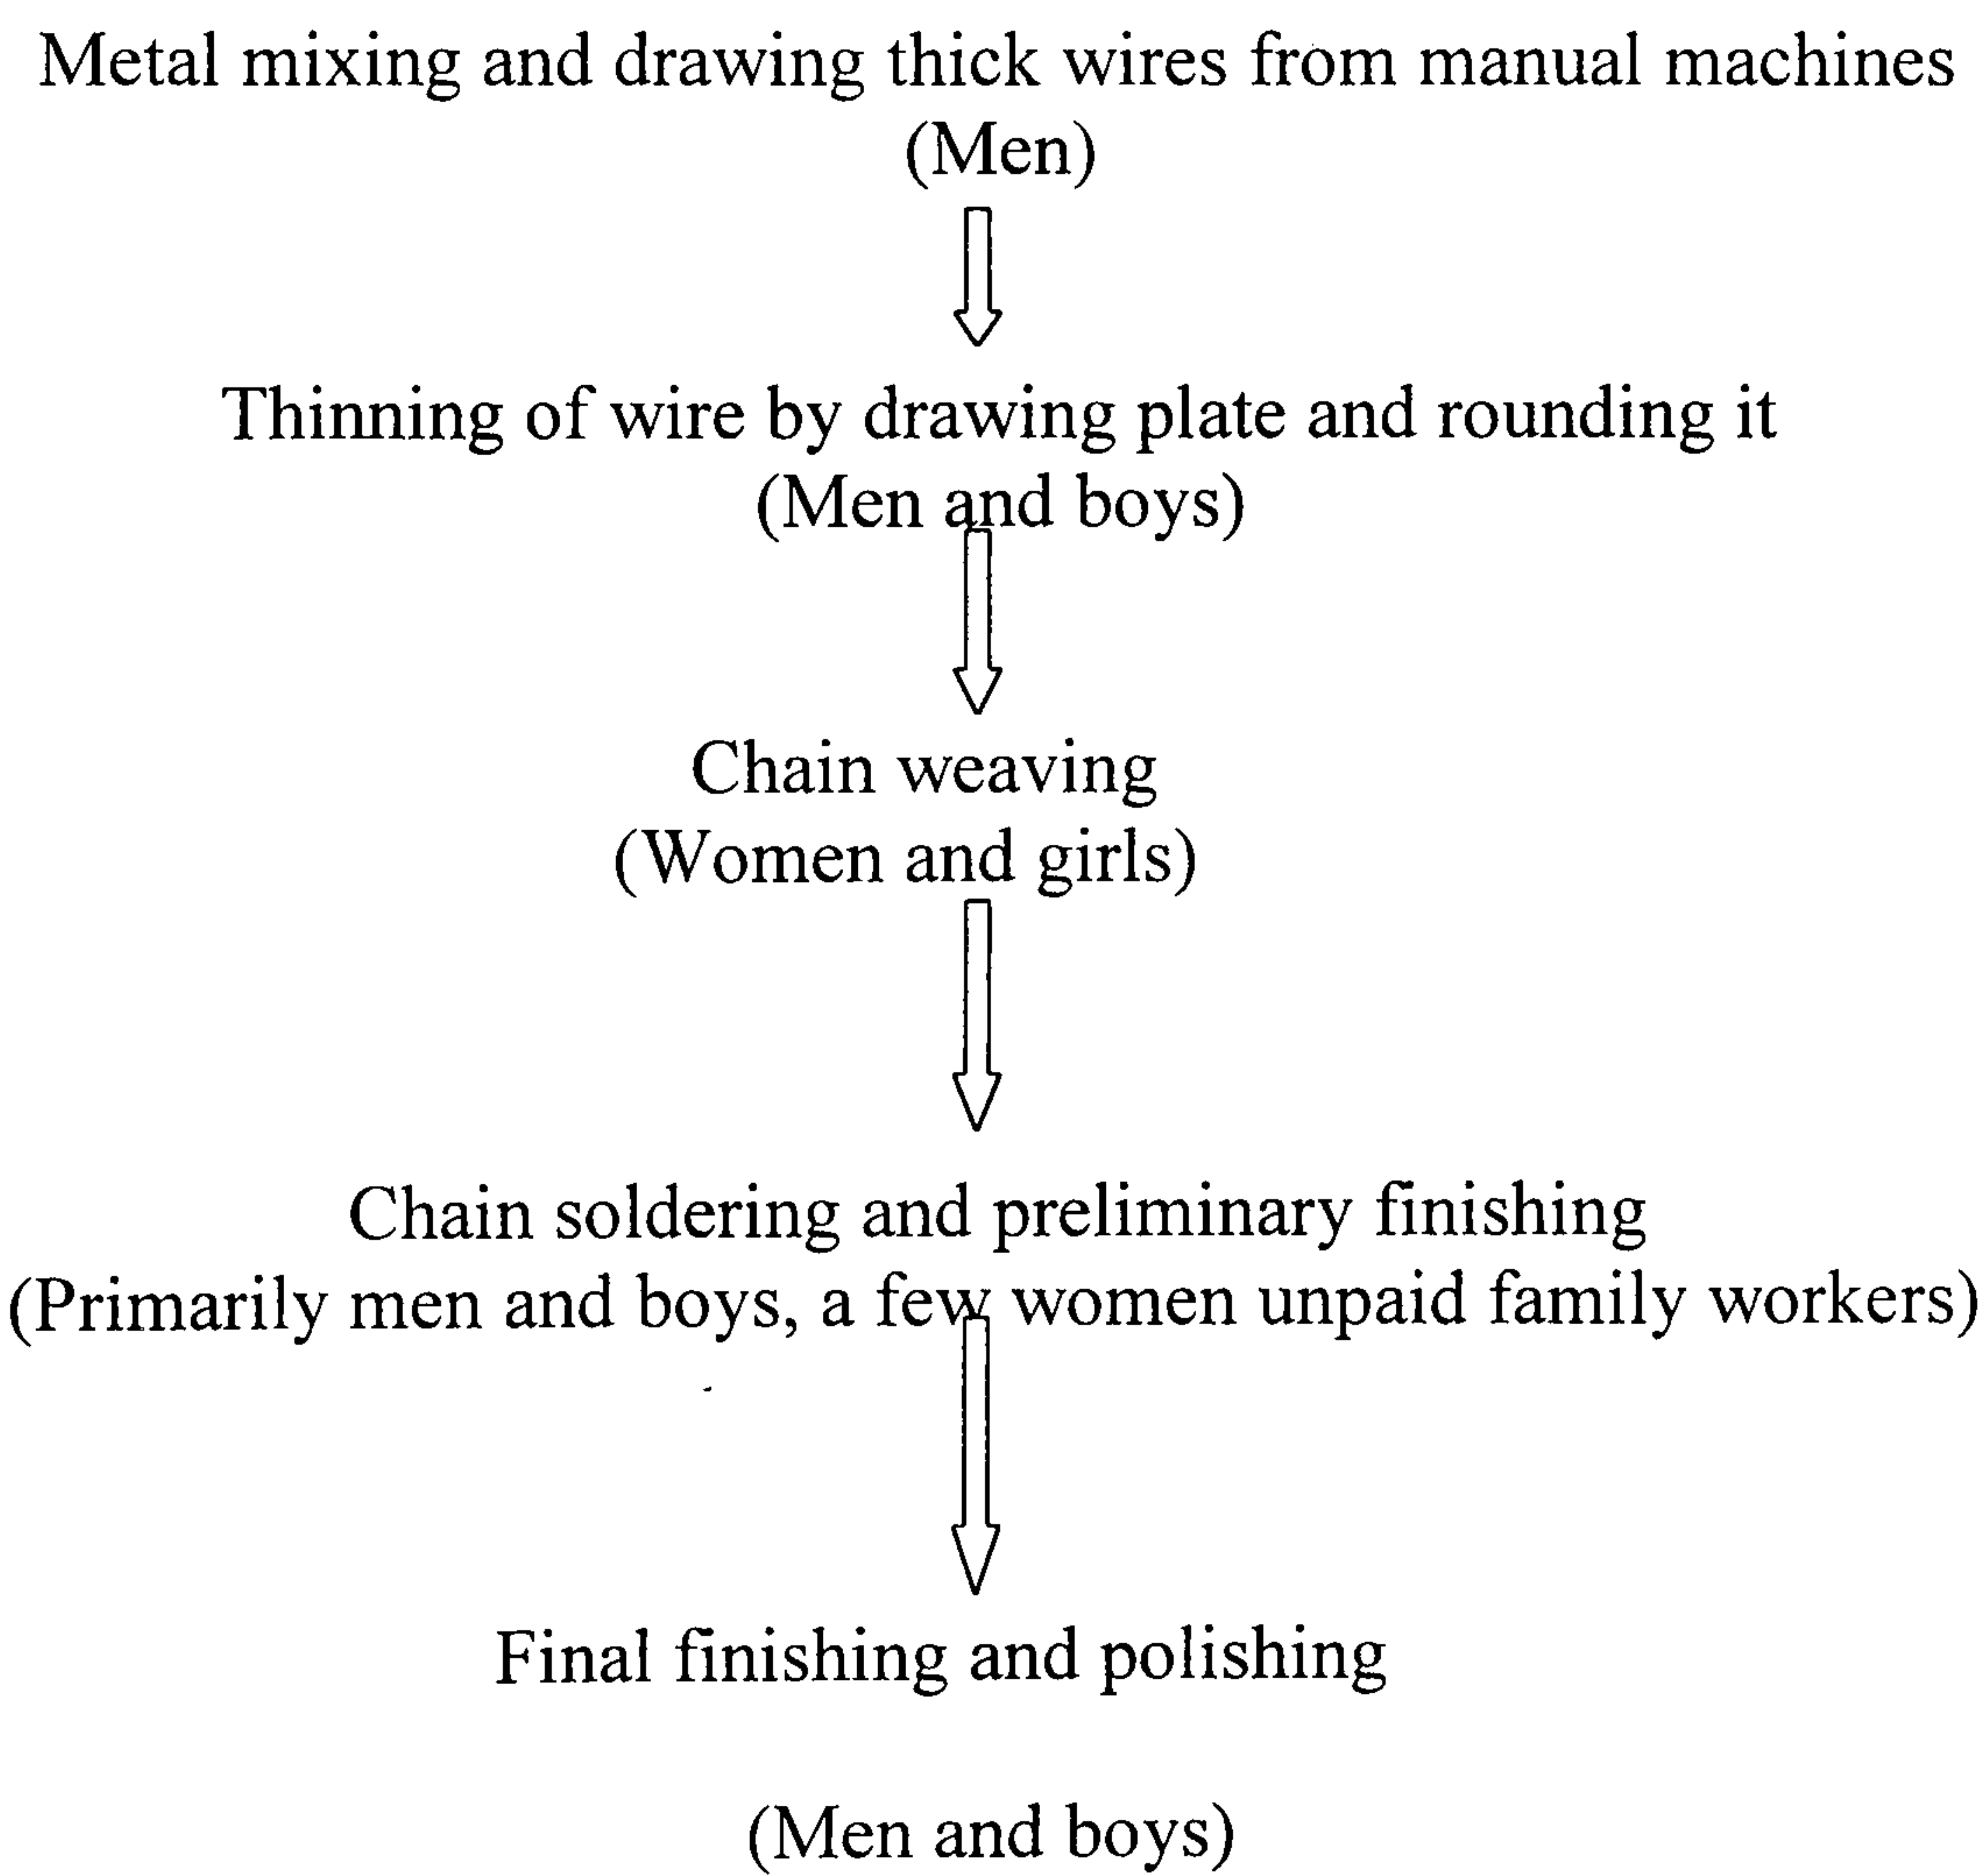 Metal mixing and drawing thick wires from manual machines
(Men)
Thinning of wire by drawing plate and rounding it
(Men and boys)
Chain weaving
(Women and girls)
Chain soldering and preliminary finishing
(Primarily men and boys, a few women unpaid family workers)
Final finishing and polishing
(Men and boys)